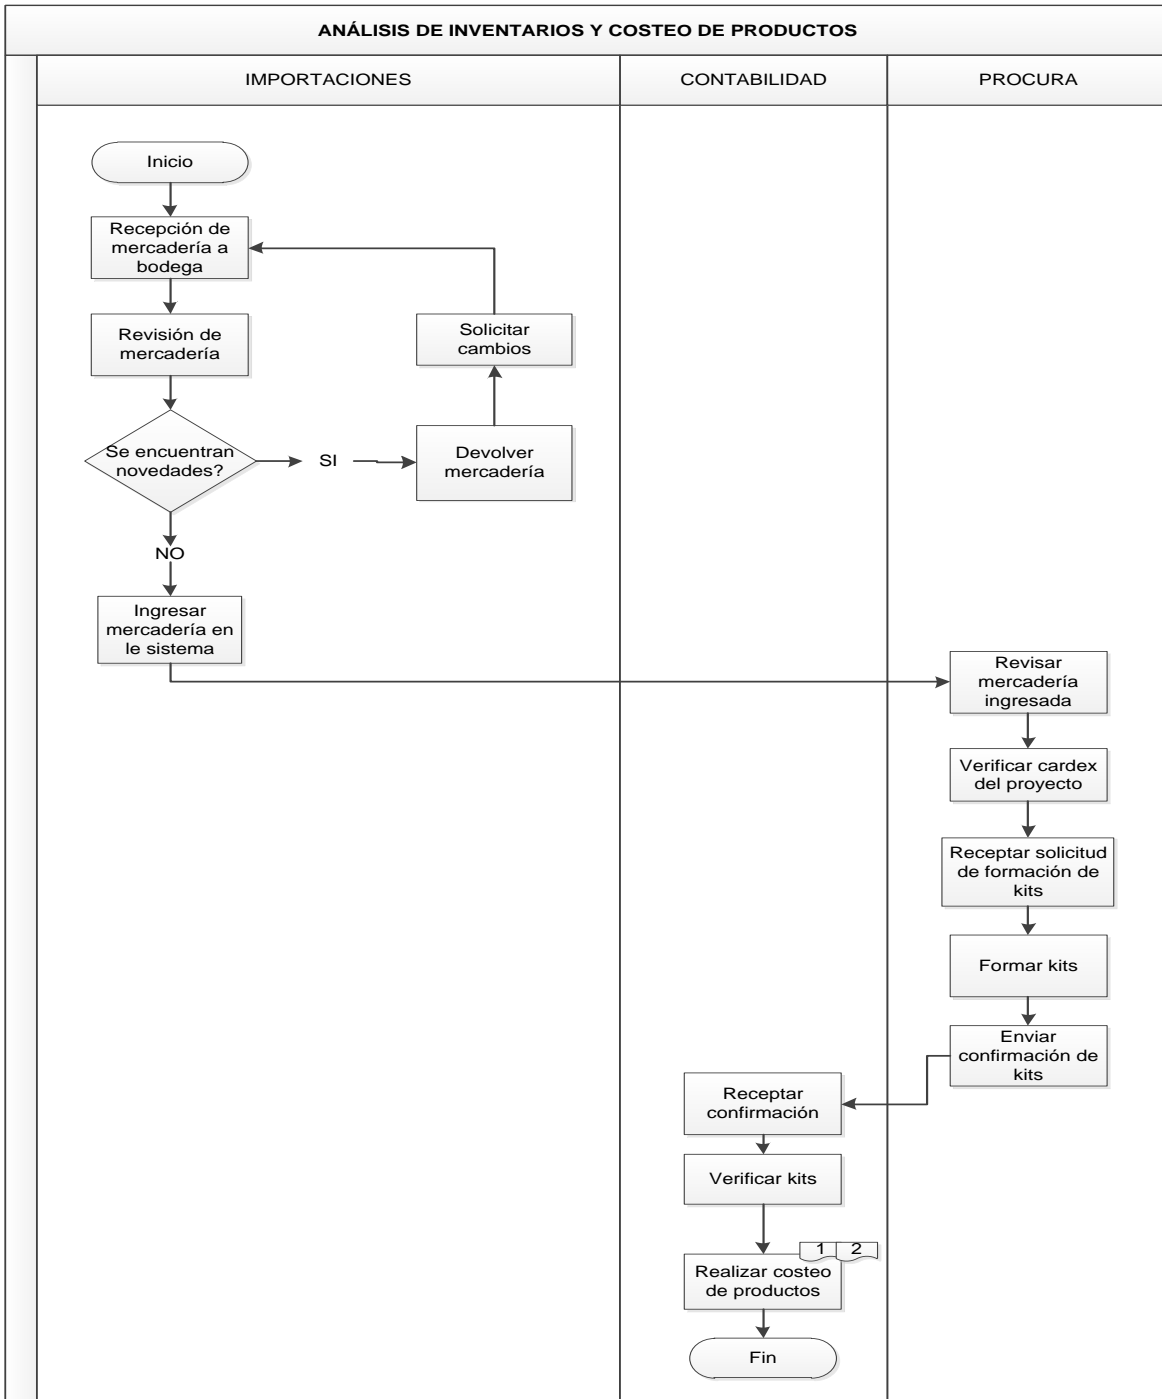 ANÁLISIS DE INVENTARIOS Y COSTEO DE PRODUCTOS
IMPORTACIONES
CONTABILIDAD
PROCURA
Inicio
Recepción de
mercadería a
bodega
Revisión de
mercadería
Solicitar
cambios
Se encuentran
novedades?
SI
Devolver
mercadería
NO
Ingresar
mercadería en
le sistema
Revisar
mercadería
ingresada
Verificar cardex
del proyecto
Receptar solicitud
de formación de
kits
Formar kits
Enviar
confirmación de
kits
Receptar
confirmación
Verificar kits
1
2
Realizar costeo
de productos
Fin